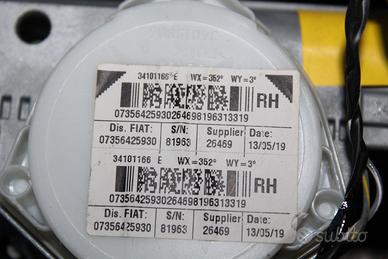 34101166 E WX=352° WY=3°
RH
07356425930264698196313319
Dis. FIAT: S/N: Supplier Date:
07356425930 81963 26469 13/05/19
34101166 E WX=352° WY=3°
RH
07356425930264698196313319
Dis. FIAT: S/N: Supplier Date:
07356425930 81963 26469 13/05/19
subito